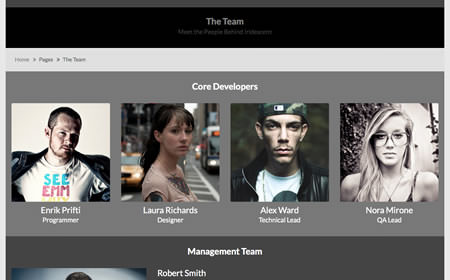 The Team
Meet the People Behind Iridescent
Home > Pages > The Team
Core Developers
SEE
EMM
Enrik Prifti
Programmer
Laura Richards
Designer
Alex Ward
Technical Lead
Nora Mirone
QA Lead
Management Team
Robert Smith